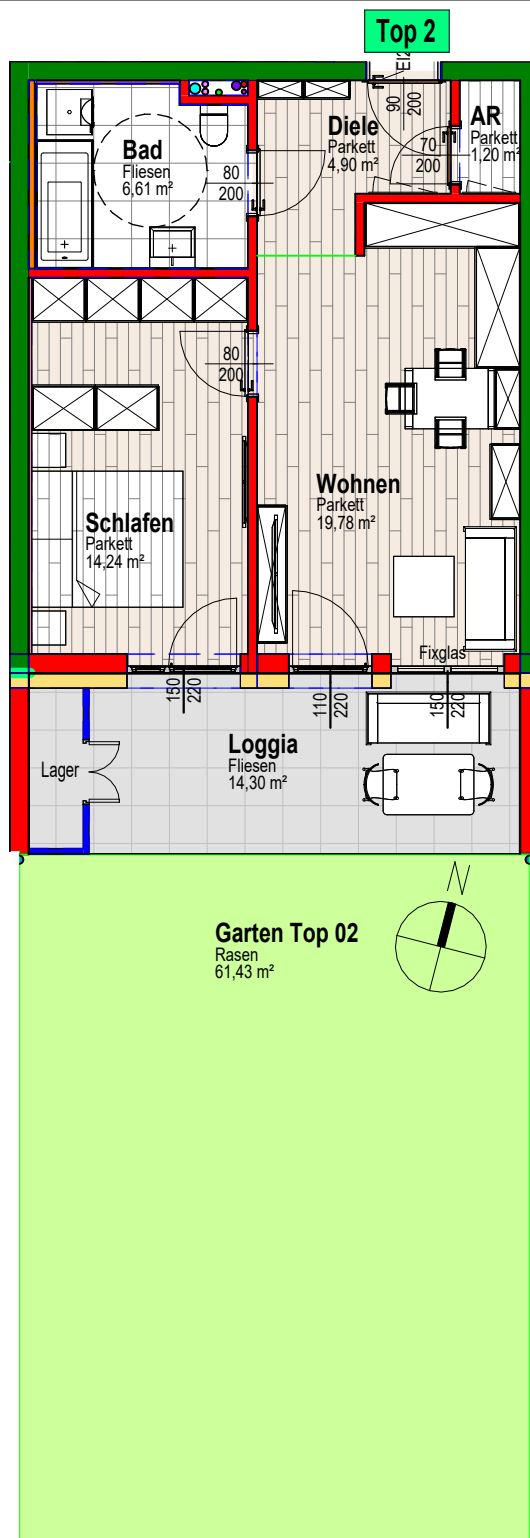 Top 2
EI2
90
200
Diele
Parkett
4,90 m²
AR
Parkett
1,20 m²
70
200
Bad
Fliesen
6,61 m²
80
200
80
200
Wohnen
Parkett
19,78 m²
Schlafen
Parkett
14,24 m²
Fixglas
150
220
110
220
150
220
Loggia
Fliesen
14,30 m²
Lager
N
Garten Top 02
Rasen
61,43 m²